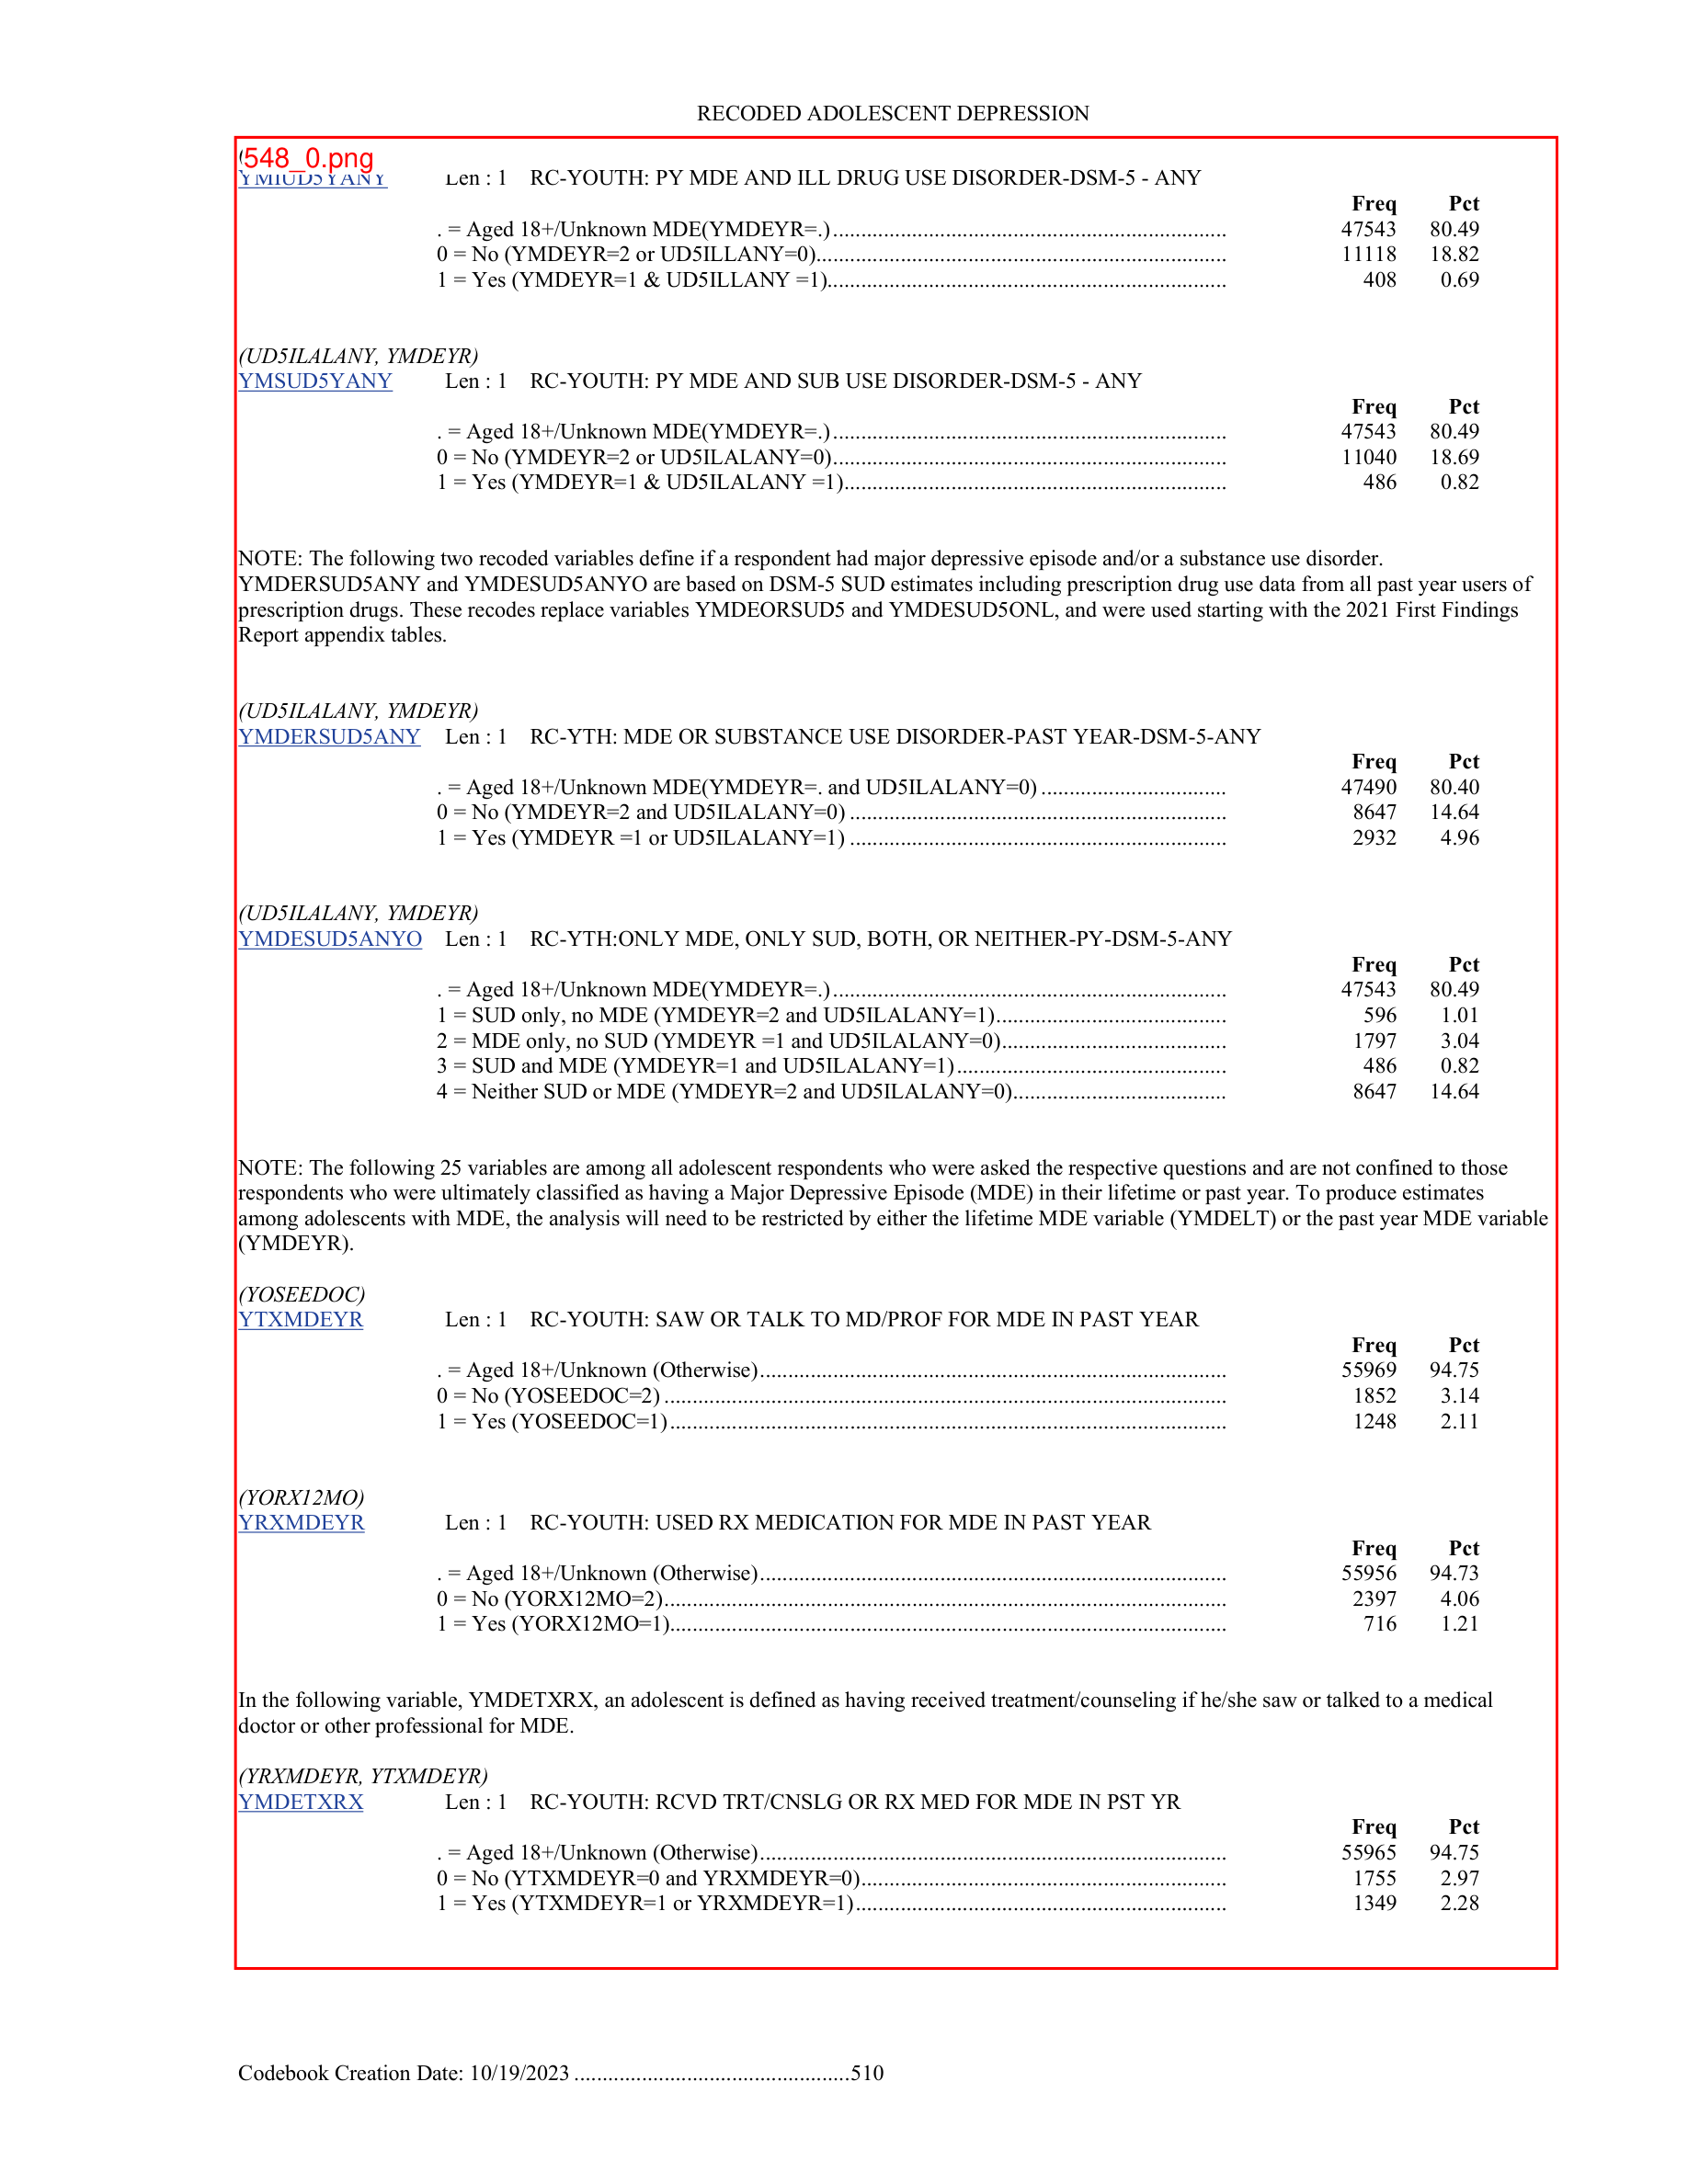 RECODED ADOLESCENT DEPRESSION
548_0.png
YMIUD5YANY Len : 1 RC-YOUTH: PY MDE AND ILL DRUG USE DISORDER-DSM-5 - ANY
Freq Pct
. = Aged 18+/Unknown MDE(YMDEYR=.) 47543 80.49
0 = No (YMDEYR=2 or UD5ILLANY=0) 11118 18.82
1 = Yes (YMDEYR=1 & UD5ILLANY =1) 408 0.69
(UD5ILALANY, YMDEYR)
YMSUD5YANY Len : 1 RC-YOUTH: PY MDE AND SUB USE DISORDER-DSM-5 - ANY
Freq Pct
. = Aged 18+/Unknown MDE(YMDEYR=.) 47543 80.49
0 = No (YMDEYR=2 or UD5ILALANY=0) 11040 18.69
1 = Yes (YMDEYR=1 & UD5ILALANY =1) 486 0.82
NOTE: The following two recoded variables define if a respondent had major depressive episode and/or a substance use disorder.
YMDERSUD5ANY and YMDESUD5ANYO are based on DSM-5 SUD estimates including prescription drug use data from all past year users of
prescription drugs. These recodes replace variables YMDEORSUD5 and YMDESUD5ONL, and were used starting with the 2021 First Findings
Report appendix tables.
(UD5ILALANY, YMDEYR)
YMDERSUD5ANY Len : 1 RC-YTH: MDE OR SUBSTANCE USE DISORDER-PAST YEAR-DSM-5-ANY
Freq Pct
. = Aged 18+/Unknown MDE(YMDEYR=. and UD5ILALANY=0) 47490 80.40
0 = No (YMDEYR=2 and UD5ILALANY=0) 8647 14.64
1 = Yes (YMDEYR =1 or UD5ILALANY=1) 2932 4.96
(UD5ILALANY, YMDEYR)
YMDESUD5ANYO Len : 1 RC-YTH:ONLY MDE, ONLY SUD, BOTH, OR NEITHER-PY-DSM-5-ANY
Freq Pct
. = Aged 18+/Unknown MDE(YMDEYR=.) 47543 80.49
1 = SUD only, no MDE (YMDEYR=2 and UD5ILALANY=1) 596 1.01
2 = MDE only, no SUD (YMDEYR =1 and UD5ILALANY=0) 1797 3.04
3 = SUD and MDE (YMDEYR=1 and UD5ILALANY=1) 486 0.82
4 = Neither SUD or MDE (YMDEYR=2 and UD5ILALANY=0) 8647 14.64
NOTE: The following 25 variables are among all adolescent respondents who were asked the respective questions and are not confined to those
respondents who were ultimately classified as having a Major Depressive Episode (MDE) in their lifetime or past year. To produce estimates
among adolescents with MDE, the analysis will need to be restricted by either the lifetime MDE variable (YMDELT) or the past year MDE variable
(YMDEYR).
(YOSEEDOC)
YTXMDEYR Len : 1 RC-YOUTH: SAW OR TALK TO MD/PROF FOR MDE IN PAST YEAR
Freq Pct
. = Aged 18+/Unknown (Otherwise) 55969 94.75
0 = No (YOSEEDOC=2) 1852 3.14
1 = Yes (YOSEEDOC=1) 1248 2.11
(YORX12MO)
YRXMDEYR Len : 1 RC-YOUTH: USED RX MEDICATION FOR MDE IN PAST YEAR
Freq Pct
. = Aged 18+/Unknown (Otherwise) 55956 94.73
0 = No (YORX12MO=2) 2397 4.06
1 = Yes (YORX12MO=1) 716 1.21
In the following variable, YMDETXRX, an adolescent is defined as having received treatment/counseling if he/she saw or talked to a medical
doctor or other professional for MDE.
(YRXMDEYR, YTXMDEYR)
YMDETXRX Len : 1 RC-YOUTH: RCVD TRT/CNSLG OR RX MED FOR MDE IN PST YR
Freq Pct
. = Aged 18+/Unknown (Otherwise) 55965 94.75
0 = No (YTXMDEYR=0 and YRXMDEYR=0) 1755 2.97
1 = Yes (YTXMDEYR=1 or YRXMDEYR=1) 1349 2.28
Codebook Creation Date: 10/19/2023 510